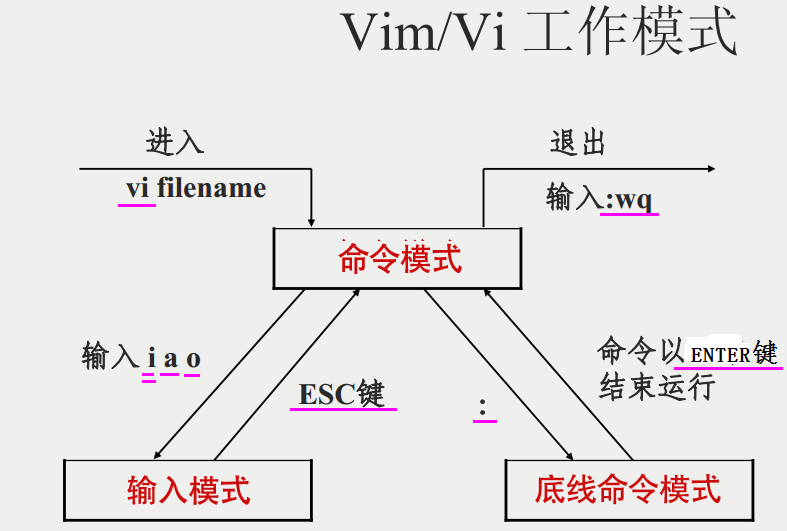 Vim/Vi 工作模式
进入
vi filename
退出
输入:wq
命令模式
输入 i a o
ESC键
:
命令以 ENTER键
结束运行
输入模式
底线命令模式